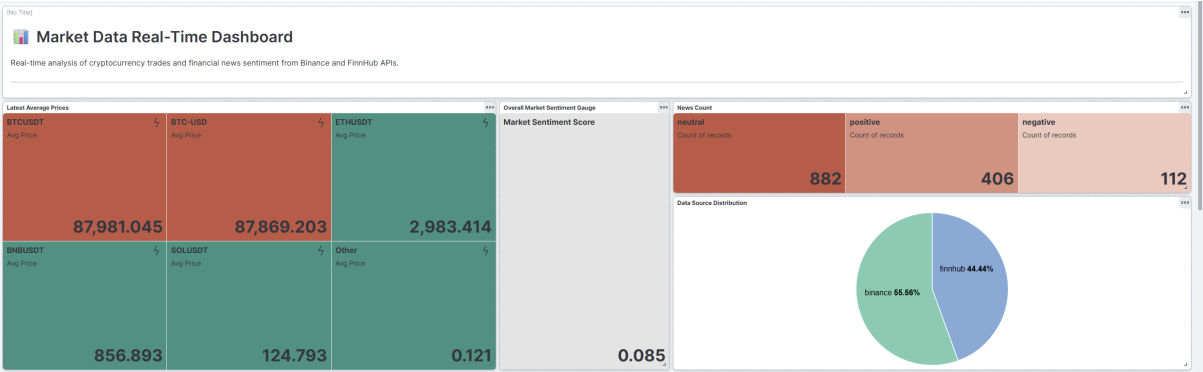 [No Title]
Market Data Real-Time Dashboard
Real-time analysis of cryptocurrency trades and financial news sentiment from Binance and FinnHub APIs.
Latest Average Prices
BTCUSDT
Avg Price
87,981.045
BTC-USD
Avg Price
87,869.203
ETHUSDT
Avg Price
2,983.414
BNBUSDT
Avg Price
856.893
SOLUSDT
Avg Price
124.793
Other
Avg Price
0.121
Overall Market Sentiment Gauge
Market Sentiment Score
0.085
News Count
neutral
Count of records
882
positive
Count of records
406
negative
Count of records
112
Data Source Distribution
finnhub 44.44%
binance 55.56%